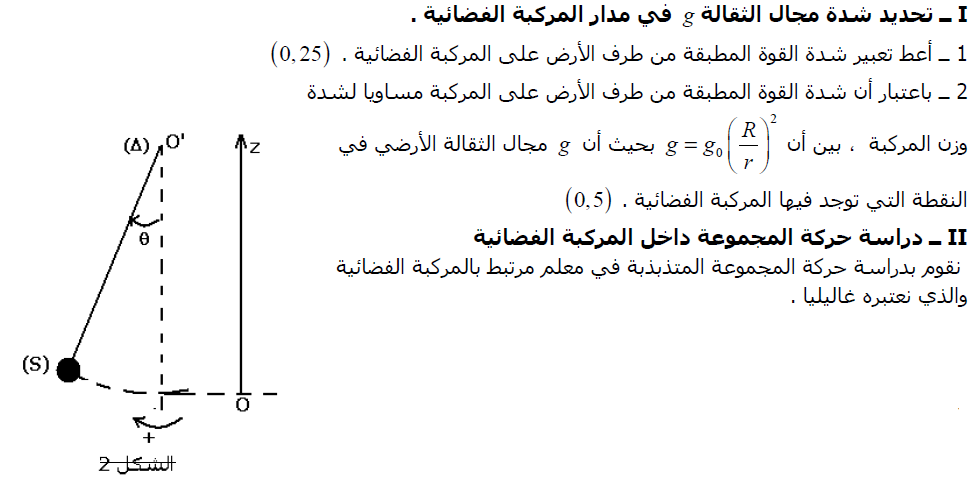 I ـ تحديد شدة مجال الثقالة g في مدار المركبة الفضائية .
1 ـ أعط تعبير شدة القوة المطبقة من طرف الأرض على المركبة الفضائية . (0,25)
2 ـ باعتبار أن شدة القوة المطبقة من طرف الأرض على المركبة مساويا لشدة
وزن المركبة ، بين أن g = g₀(R/r)² بحيث أن g مجال الثقالة الأرضي في
النقطة التي توجد فيها المركبة الفضائية . (0,5)
II ـ دراسة حركة المجموعة داخل المركبة الفضائية
نقوم بدراسة حركة المجموعة المتذبذبة في معلم مرتبط بالمركبة الفضائية
والذي نعتبره غاليليا .
(Δ) O'
z
θ
(S)
O
+
الشكل 2